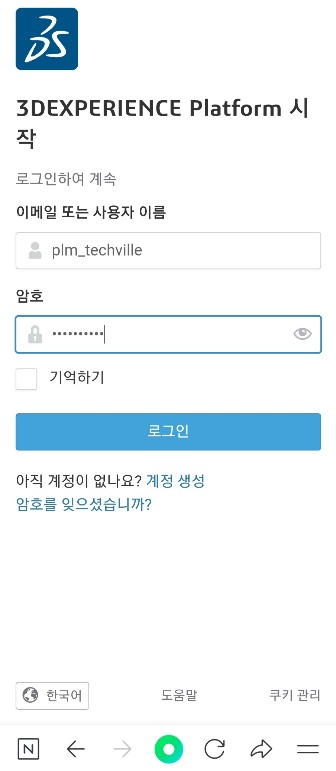 3DS
3DEXPERIENCE Platform 시
작
로그인하여 계속
이메일 또는 사용자 이름
plm_techville
암호
••••••••••
기억하기
로그인
아직 계정이 없나요? 계정 생성
암호를 잊으셨습니까?
한국어
도움말
쿠키 관리
N